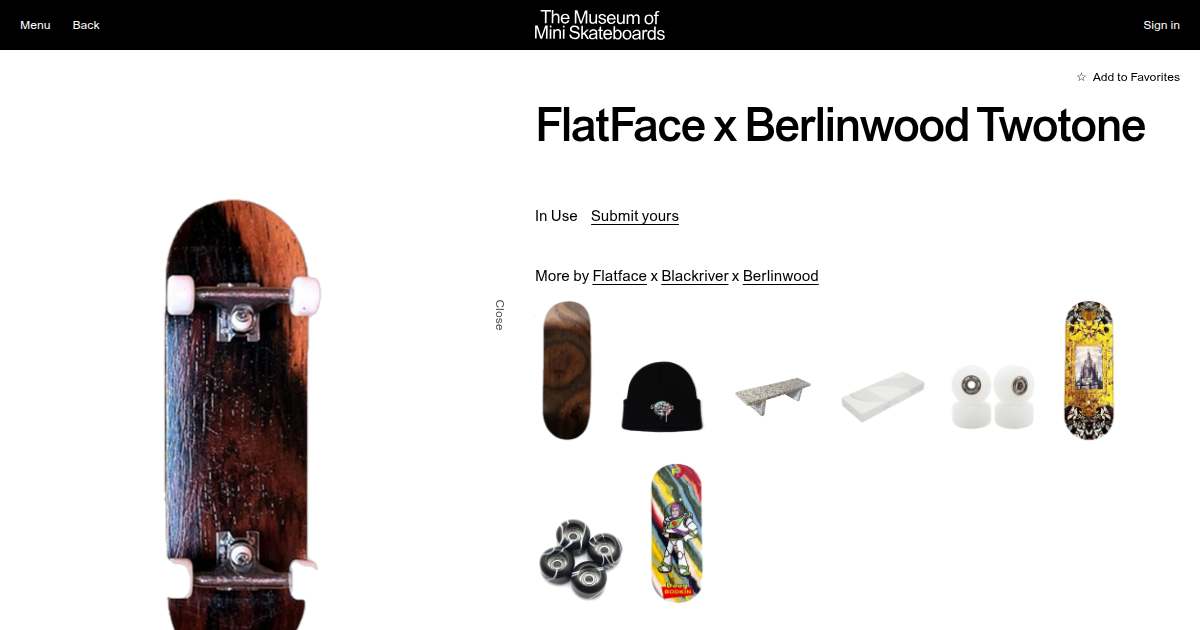 Menu
Back
The Museum of
Mini Skateboards
Sign in
☆ Add to Favorites
FlatFace x Berlinwood Twotone
In Use Submit yours
More by Flatface x Blackriver x Berlinwood
Close